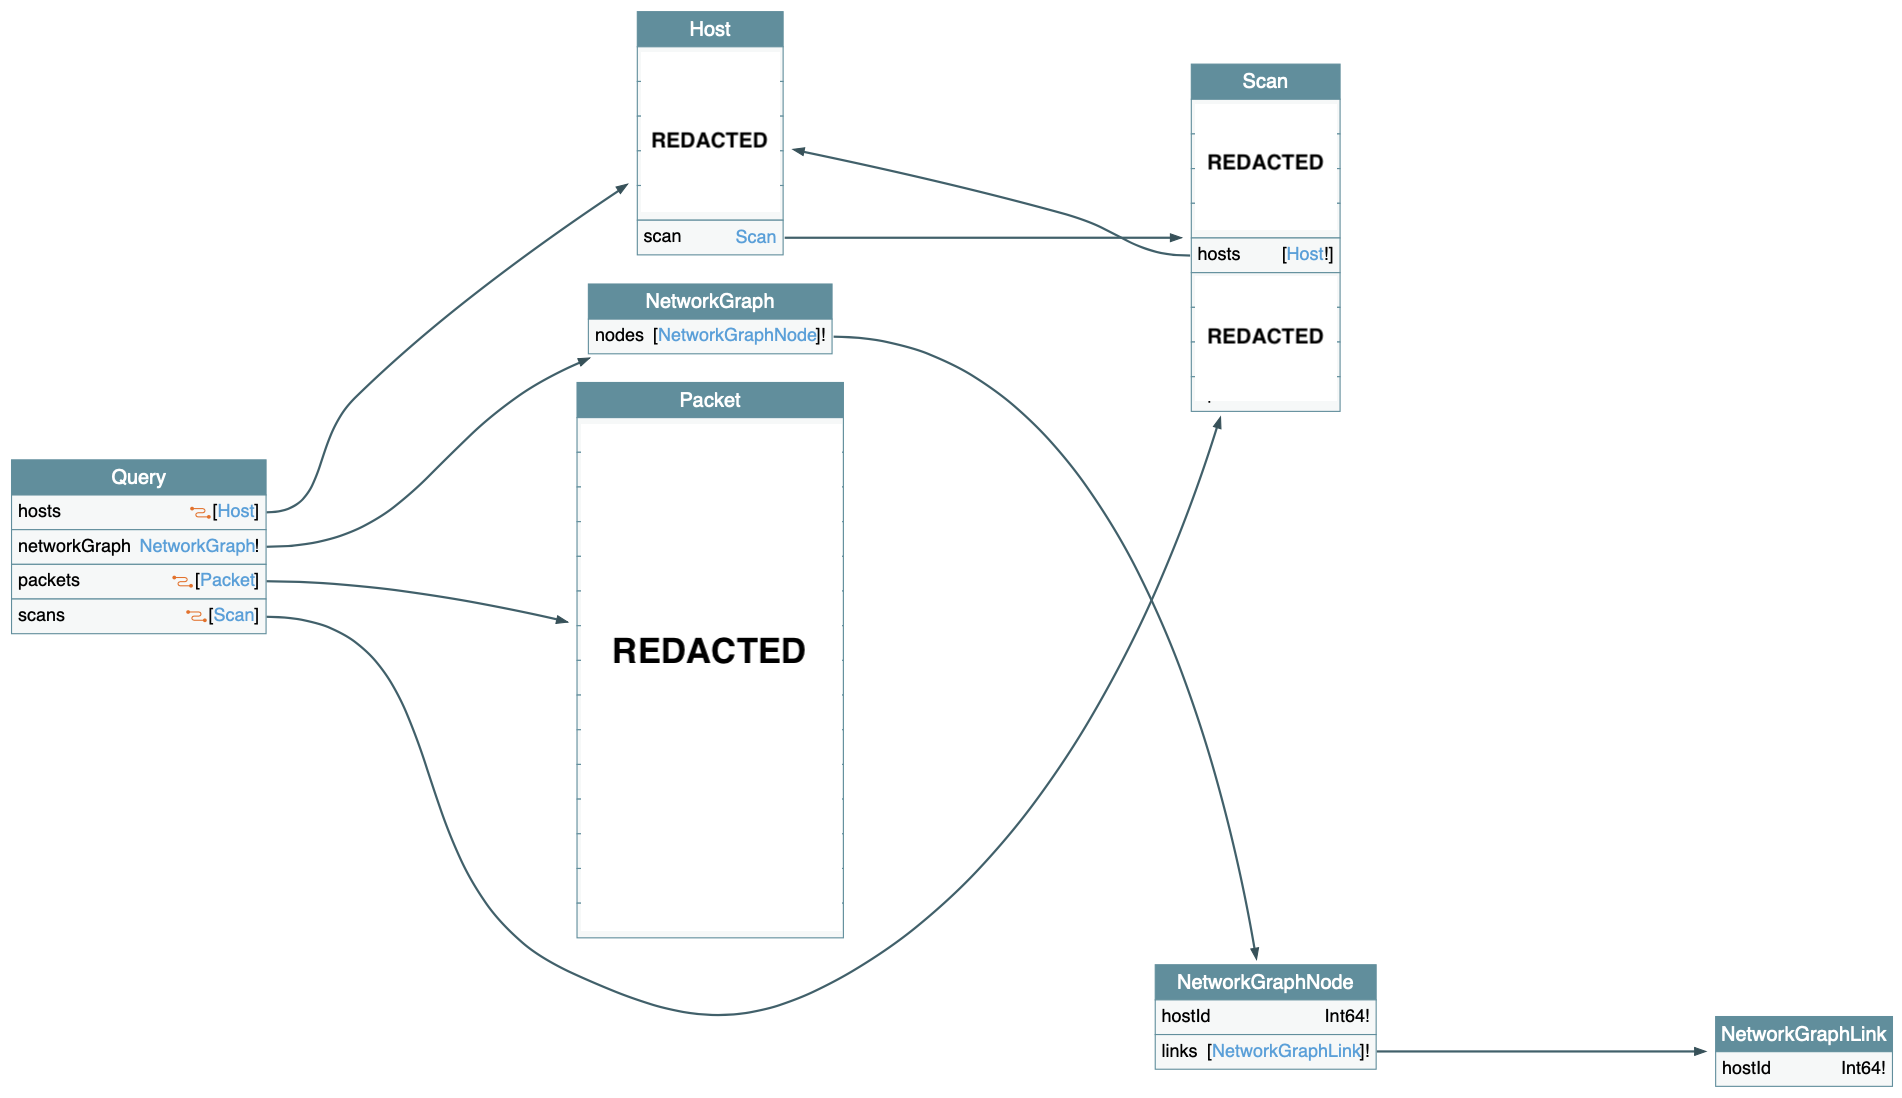 Host
REDACTED
scan Scan
Scan
REDACTED
hosts [Host!]
REDACTED
NetworkGraph
nodes [NetworkGraphNode]!
Packet
REDACTED
Query
hosts [Host]
networkGraph NetworkGraph!
packets [Packet]
scans [Scan]
NetworkGraphNode
hostId Int64!
links [NetworkGraphLink]!
NetworkGraphLink
hostId Int64!